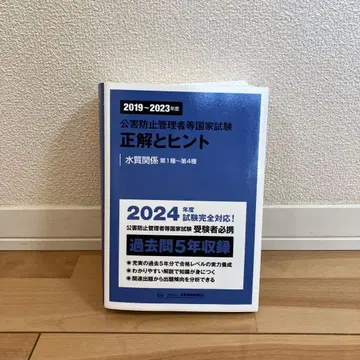 2019～2023年度
公害防止管理者等国家試験
正解とヒント
水質関係 第1種～第4種
2024年度
試験完全対応!
公害防止管理者等国家試験 受験者必携
過去問5年収録
• 充実の過去5年分で合格レベルの実力養成
• わかりやすい解説で知識が身につく
• 関連出題から出題傾向を分析できる